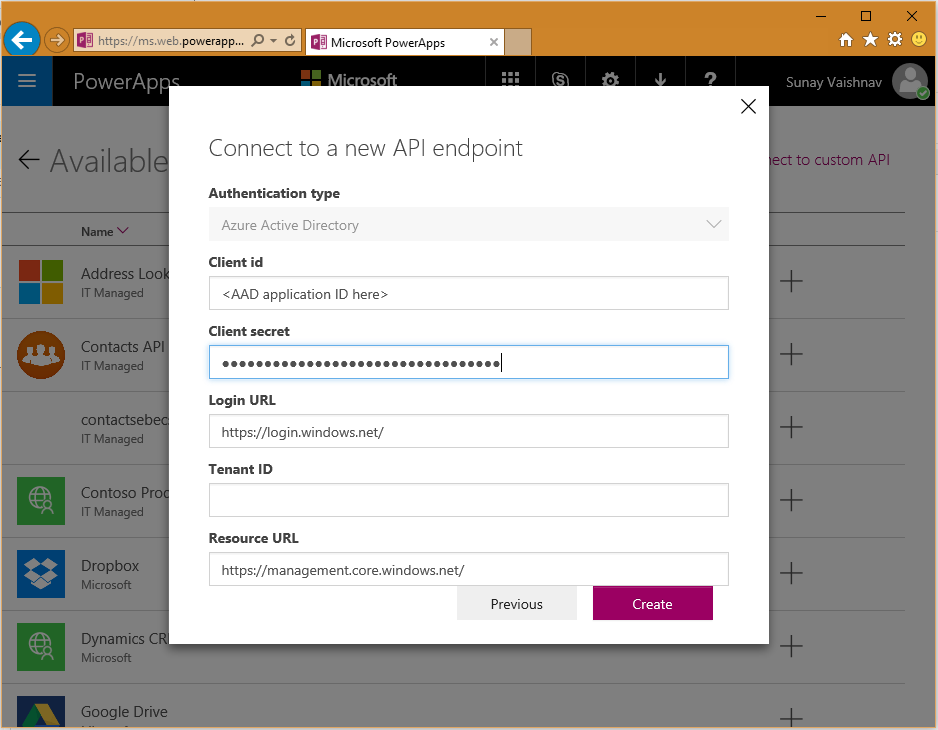 https://ms.web.powerapp...
Microsoft PowerApps
PowerApps
Microsoft
?
Sunay Vaishnav
Available
nect to custom API
Name
Address Look
IT Managed
Contacts API
IT Managed
contactsebecs
IT Managed
Contoso Prod
IT Managed
Dropbox
Microsoft
Dynamics CR
Microsoft
Google Drive
Connect to a new API endpoint
Authentication type
Azure Active Directory
Client id
<AAD application ID here>
Client secret
●●●●●●●●●●●●●●●●●●●●●●●●●●●●●●●●●
Login URL
https://login.windows.net/
Tenant ID
Resource URL
https://management.core.windows.net/
Previous
Create